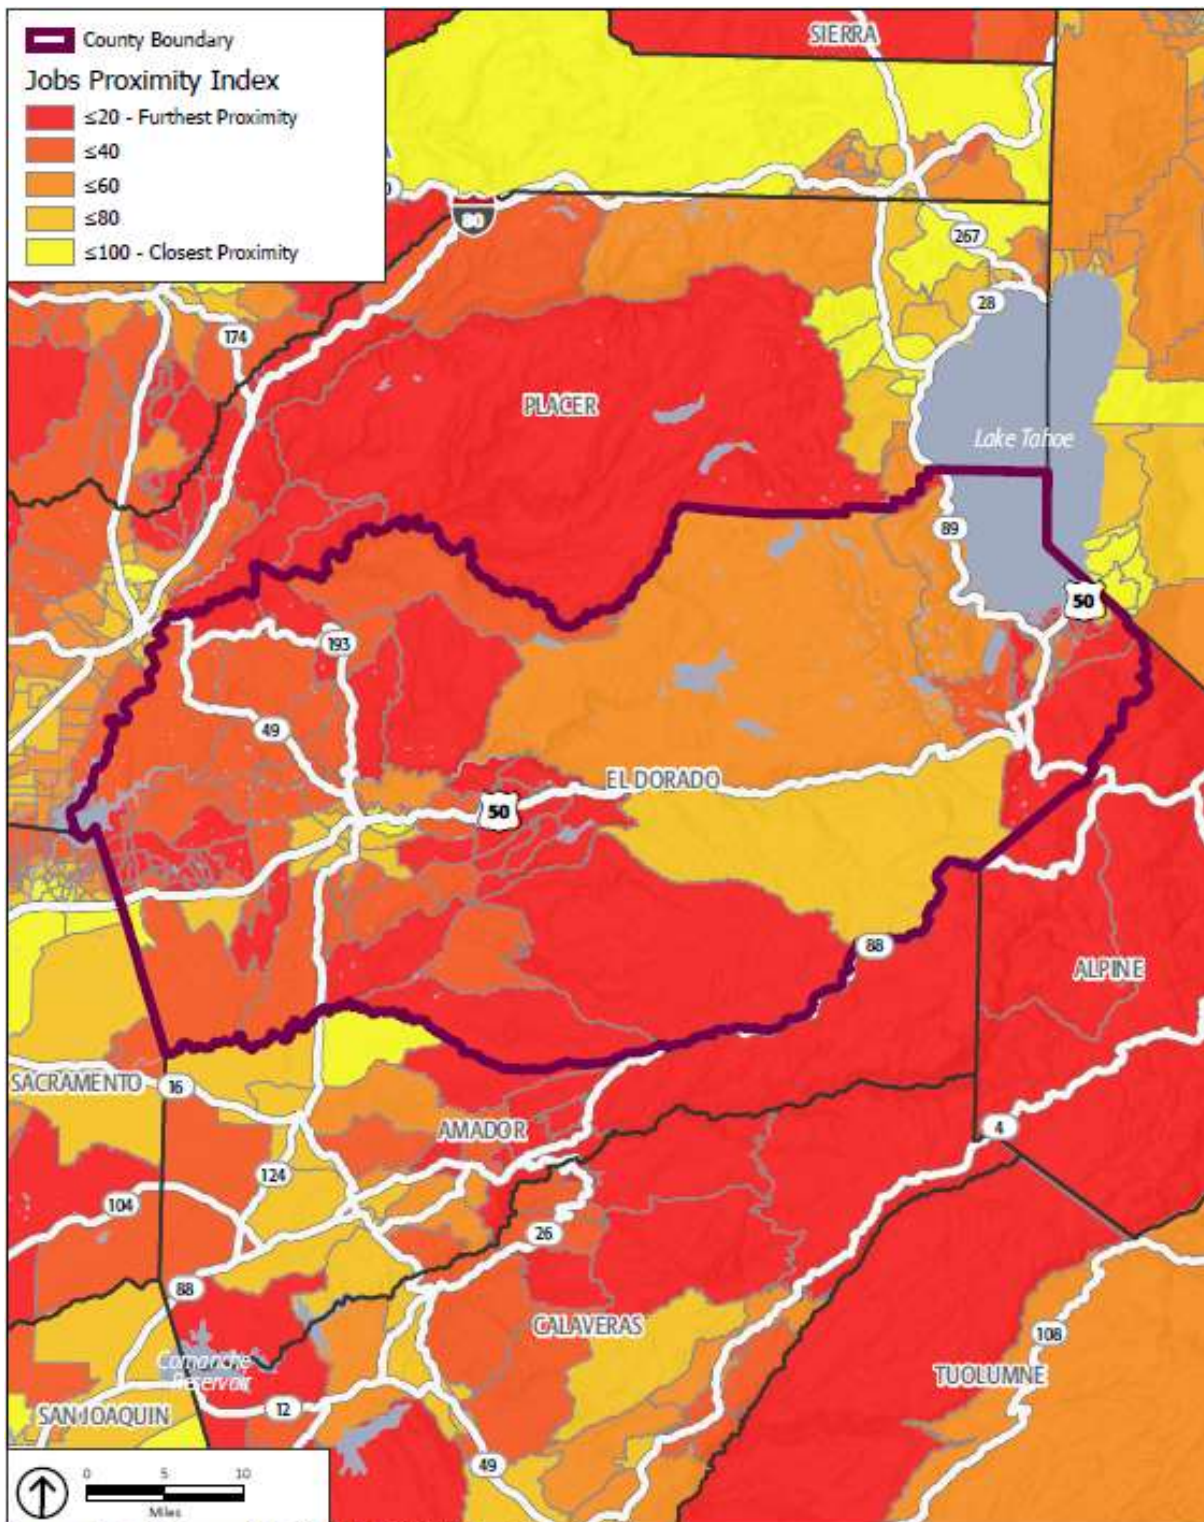 County Boundary
Jobs Proximity Index
≤20 - Furthest Proximity
≤40
≤60
≤80
≤100 - Closest Proximity
SIERRA
80
267
28
174
PLACER
Lake Tahoe
89
50
193
49
EL DORADO
50
88
ALPINE
SACRAMENTO
16
4
AMADOR
124
104
26
88
CALAVERAS
108
Camanche
Reservoir
TUOLUMNE
SAN JOAQUIN
12
49
0 5 10
Miles